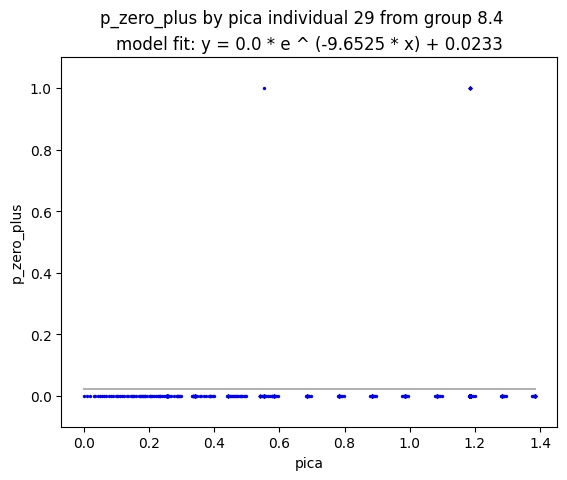 p_zero_plus by pica individual 29 from group 8.4
model fit: y = 0.0 * e ^ (-9.6525 * x) + 0.0233
1.0
0.8
0.6
0.4
0.2
0.0
p_zero_plus
0.0 0.2 0.4 0.6 0.8 1.0 1.2 1.4
pica